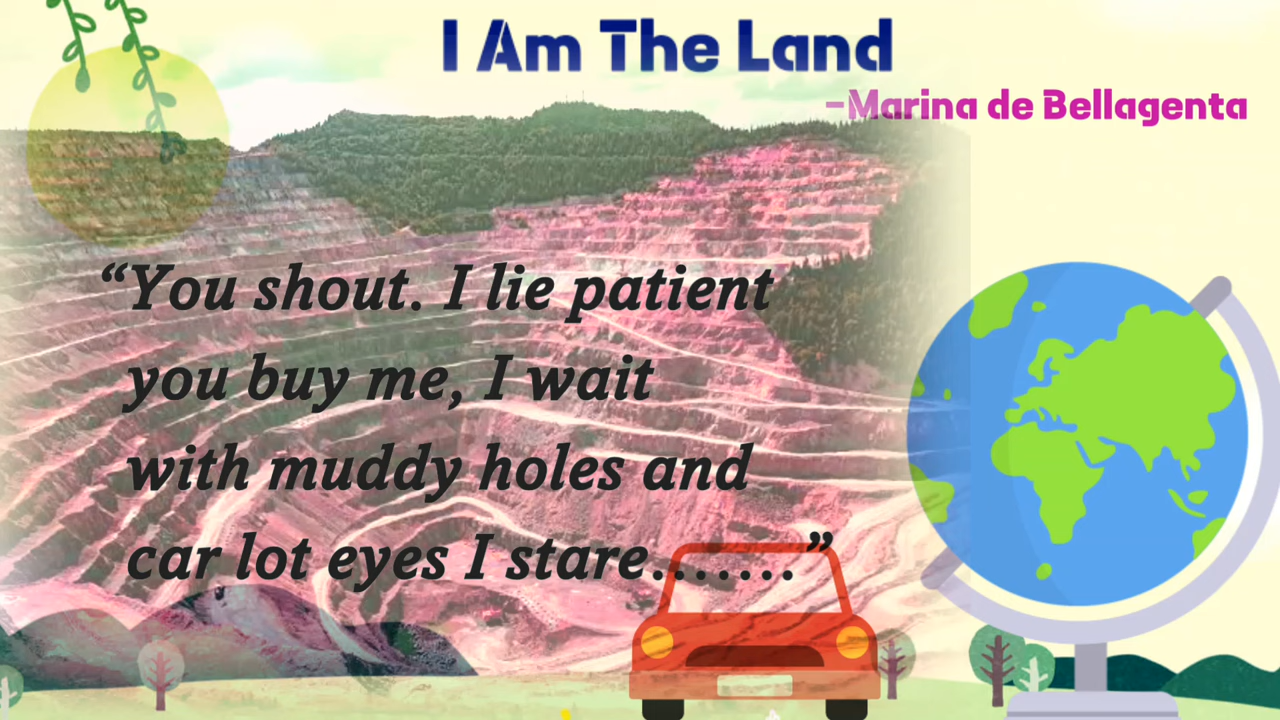 I Am The Land
-Marina de Bellagenta
“You shout. I lie patient
you buy me, I wait
with muddy holes and
car lot eyes I stare.......”